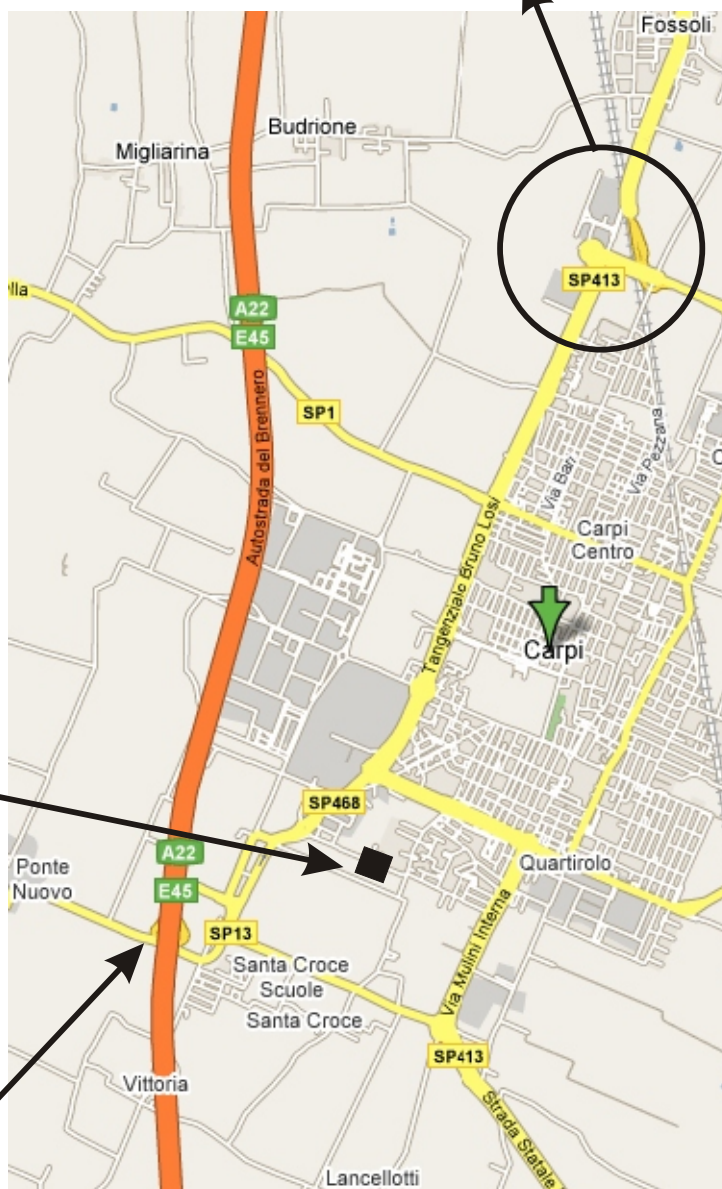 Fossoli
Budrione
Migliarina
SP413
lla
A22
E45
SP1
Autostrada del Brennero
Via Barr
Via Pezzana
C
Carpi
Centro
Tangenziale Bruno Losi
Carpi
SP468
A22
E45
Ponte
Nuovo
Quartirolo
SP13
Via Mulini Interna
Santa Croce
Scuole
Santa Croce
SP413
Vittoria
Strada Statale
Lancellotti